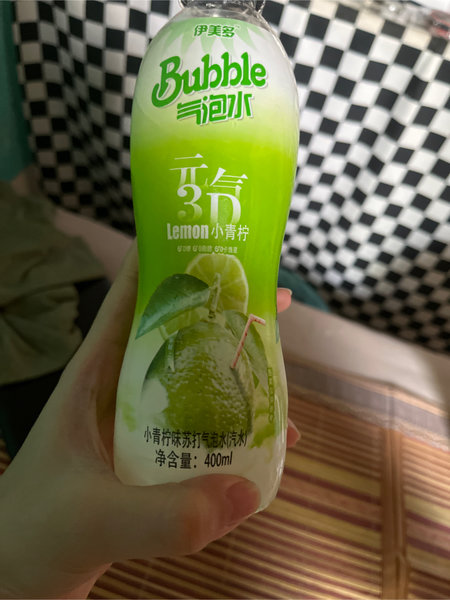 伊美多
Bubble
气泡水
元气
3D
Lemon小青柠
小青柠味苏打气泡水(汽水)
净含量：400ml